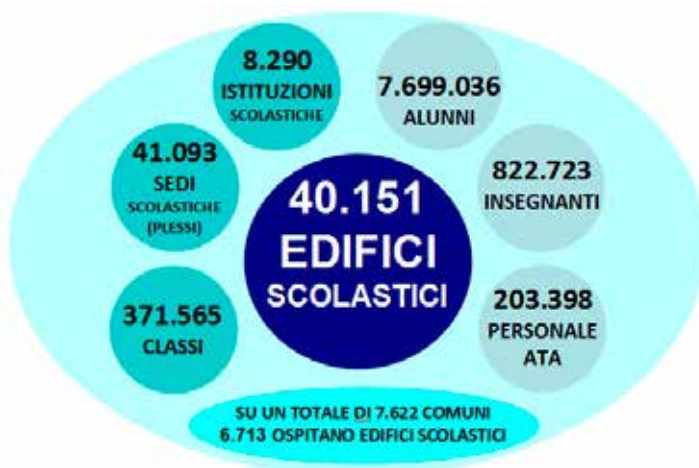 8.290
ISTITUZIONI
SCOLASTICHE
7.699.036
ALUNNI
41.093
SEDI
SCOLASTICHE
(PLESSI)
40.151
EDIFICI
SCOLASTICI
822.723
INSEGNANTI
371.565
CLASSI
203.398
PERSONALE
ATA
SU UN TOTALE DI 7.622 COMUNI
6.713 OSPITANO EDIFICI SCOLASTICI